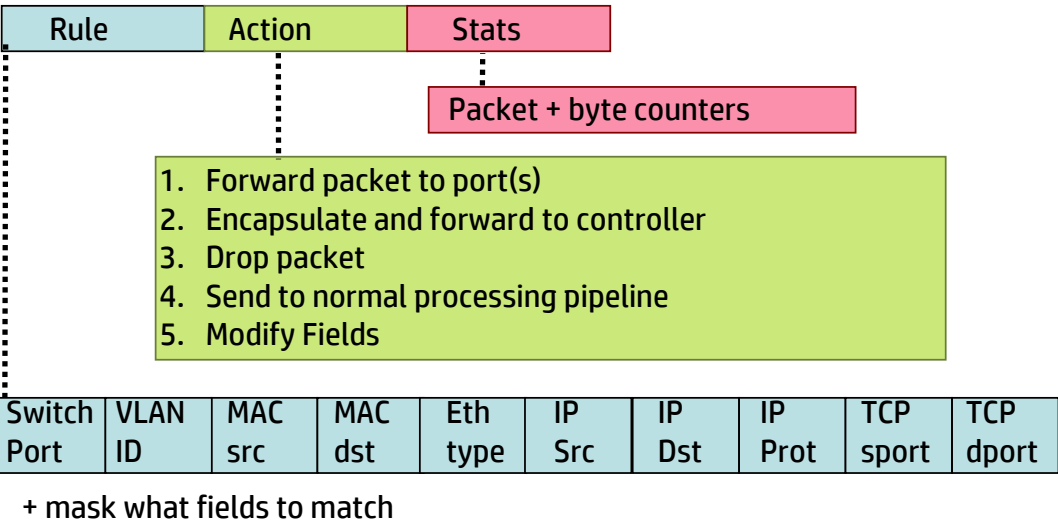 Rule Action Stats
Packet + byte counters
1. Forward packet to port(s)
2. Encapsulate and forward to controller
3. Drop packet
4. Send to normal processing pipeline
5. Modify Fields
Switch VLAN MAC MAC Eth IP IP IP TCP TCP
Port ID src dst type Src Dst Prot sport dport
+ mask what fields to match